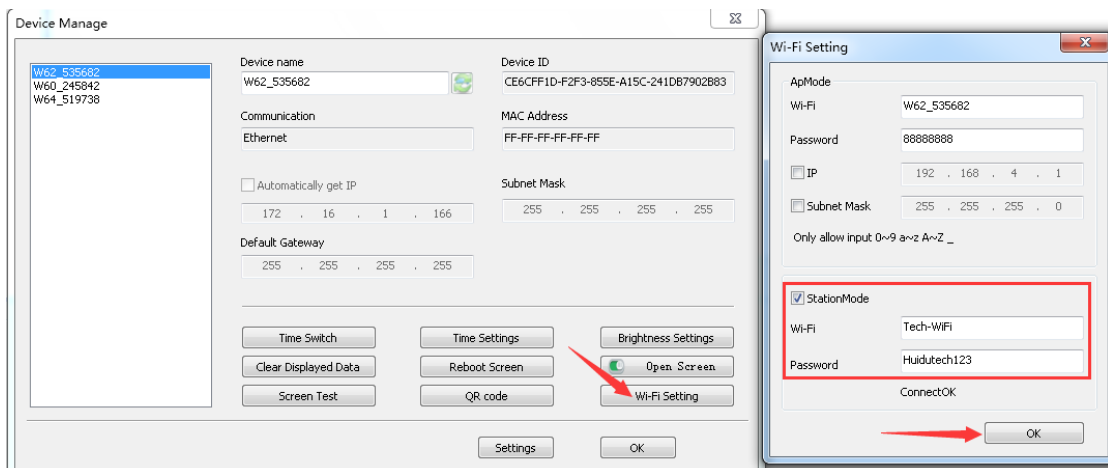 Device Manage
W62_535682
W60_245842
W64_519738
Device name
W62_535682
Device ID
CE6CFF1D-F2F3-855E-A15C-241DB7902B83
Communication
Ethernet
MAC Address
FF-FF-FF-FF-FF-FF
Automatically get IP
172 . 16 . 1 . 166
Subnet Mask
255 . 255 . 255 . 255
Default Gateway
255 . 255 . 255 . 255
Time Switch
Time Settings
Brightness Settings
Clear Displayed Data
Reboot Screen
Open Screen
Screen Test
QR code
Wi-Fi Setting
Settings
OK
Wi-Fi Setting
ApMode
Wi-Fi
W62_535682
Password
88888888
IP
192 . 168 . 4 . 1
Subnet Mask
255 . 255 . 255 . 0
Only allow input 0~9 a~z A~Z _
StationMode
Wi-Fi
Tech-WiFi
Password
Huidutech123
ConnectOK
OK